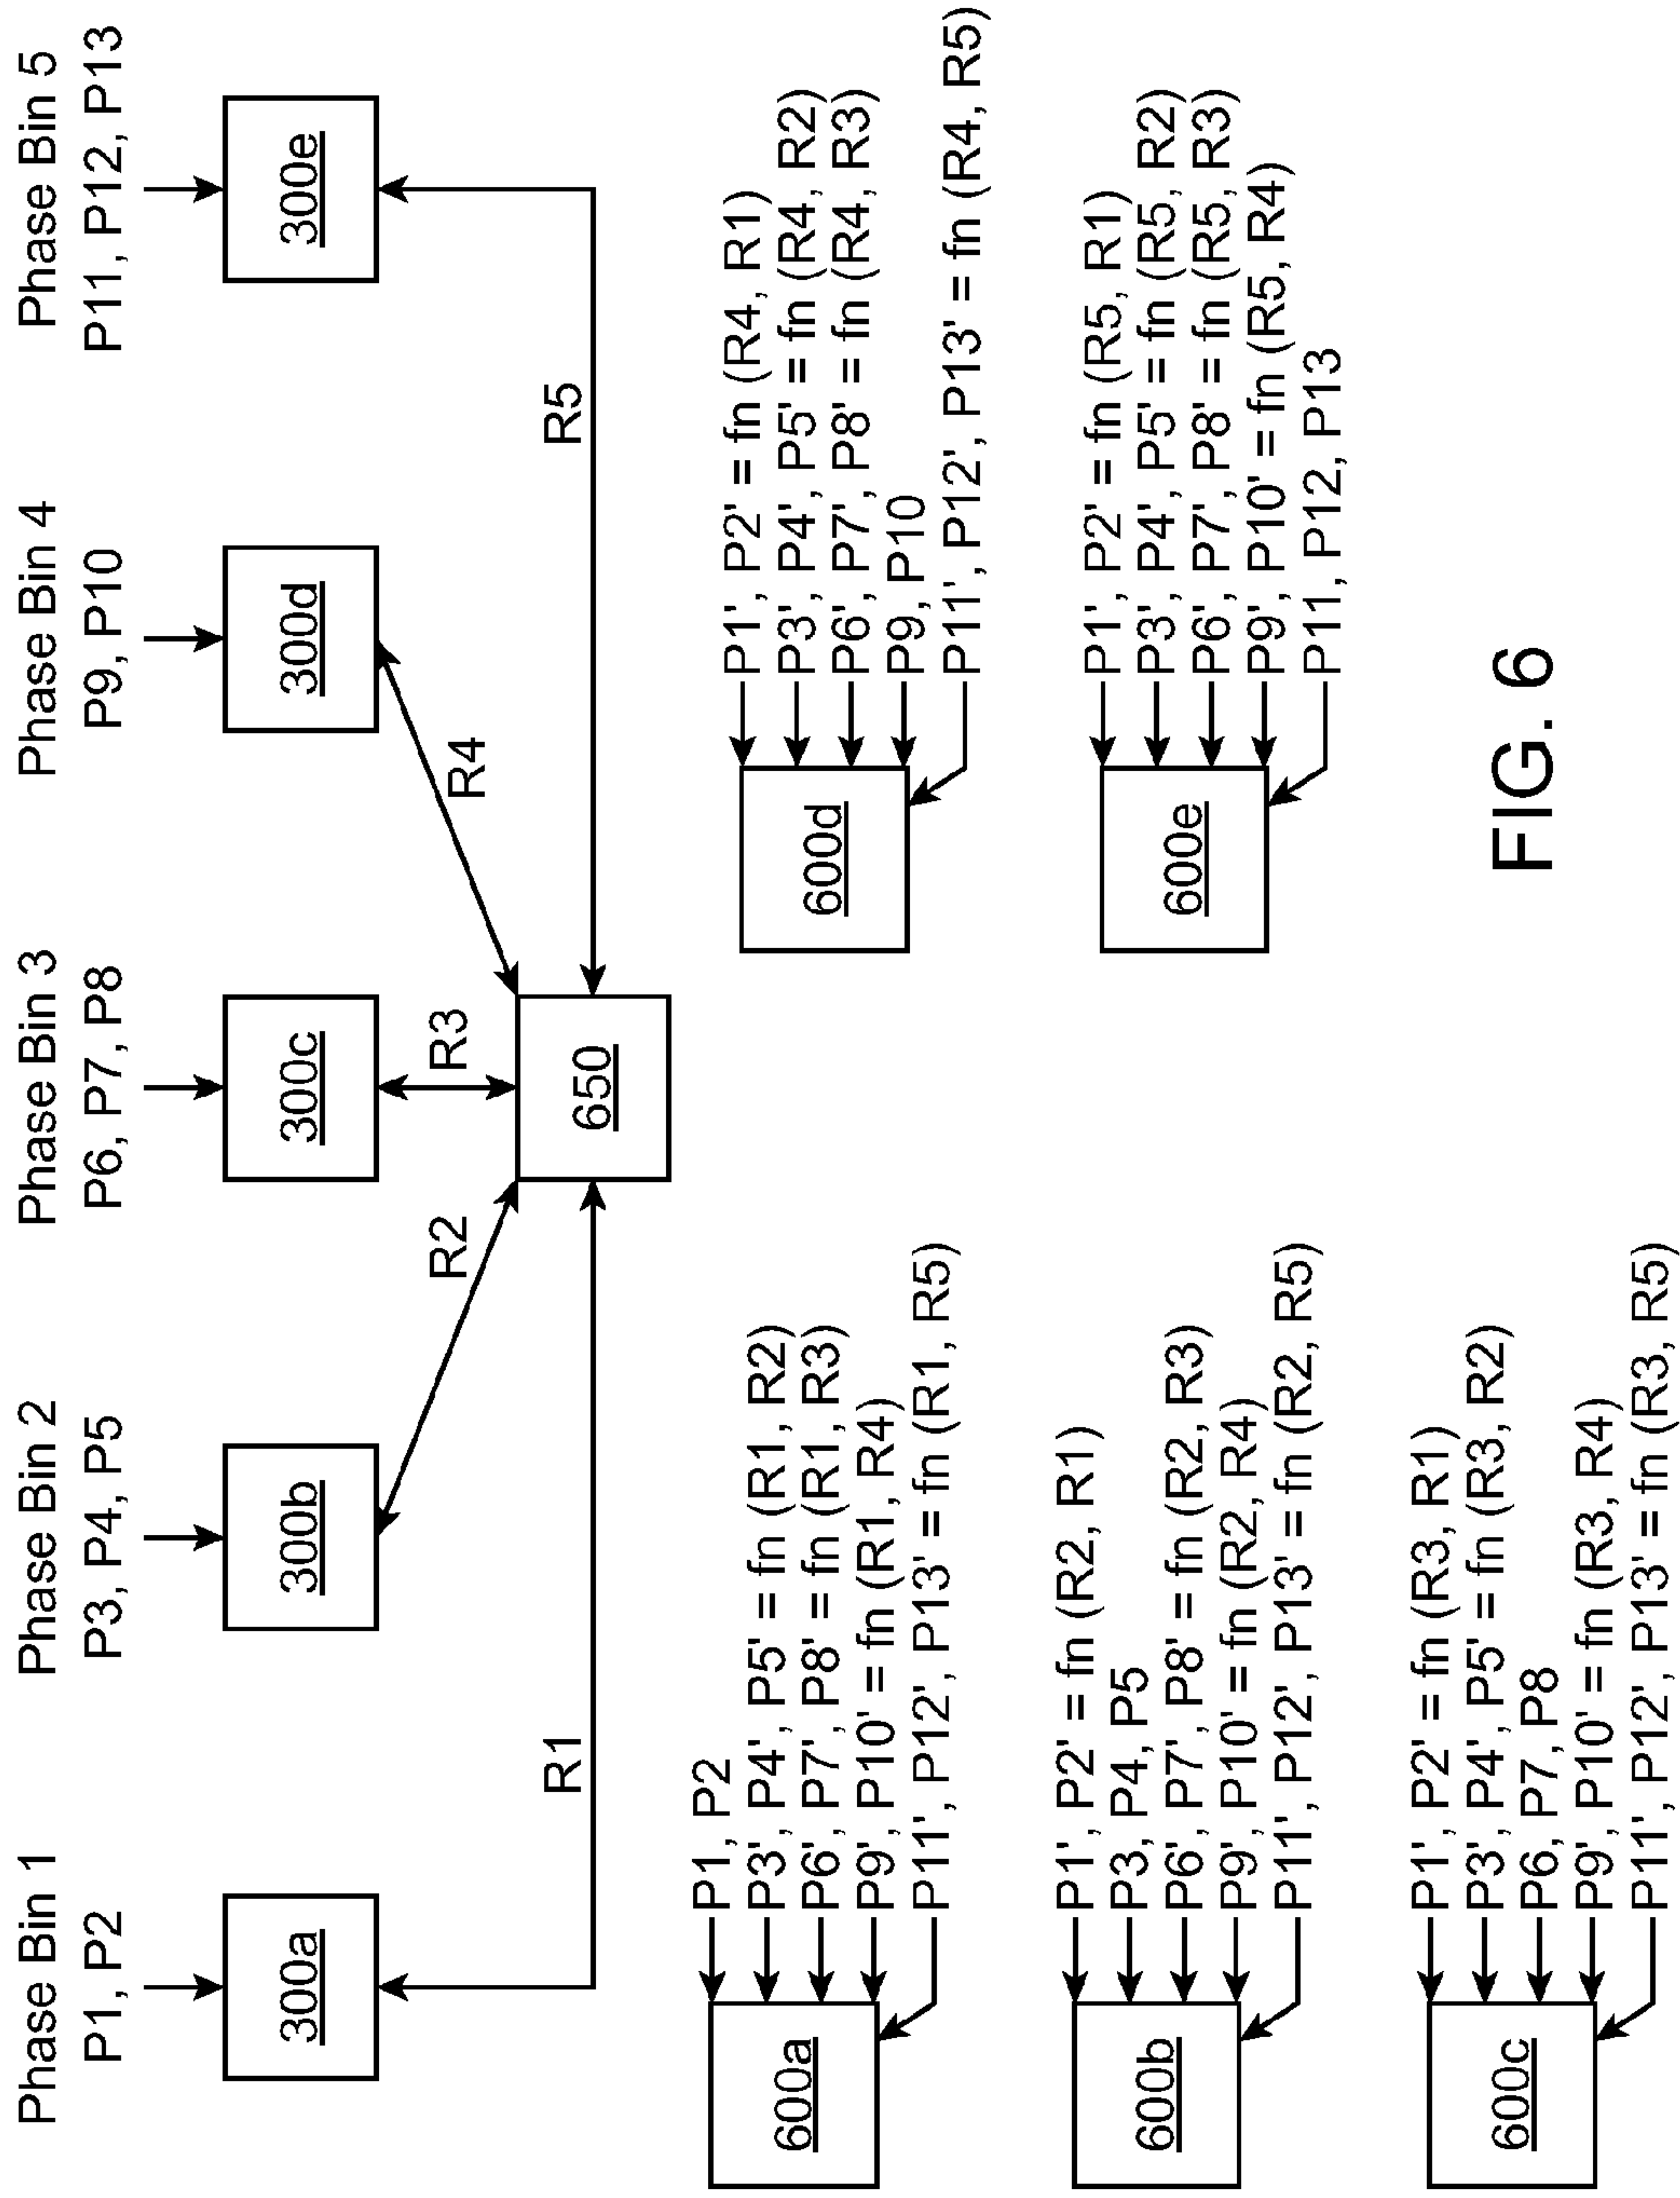 Phase Bin 1
P1, P2
Phase Bin 2
P3, P4, P5
Phase Bin 3
P6, P7, P8
Phase Bin 4
P9, P10
Phase Bin 5
P11, P12, P13
300a
300b
300c
300d
300e
R1
R2
R3
R4
R5
650
P1, P2
P3', P4', P5' = fn (R1, R2)
P6', P7', P8' = fn (R1, R3)
P9', P10' = fn (R1, R4)
P11', P12', P13' = fn (R1, R5)
600a
P1', P2' = fn (R2, R1)
P3, P4, P5
P6', P7', P8' = fn (R2, R3)
P9', P10' = fn (R2, R4)
P11', P12', P13' = fn (R2, R5)
600b
P1', P2' = fn (R3, R1)
P3', P4', P5' = fn (R3, R2)
P6, P7, P8
P9', P10' = fn (R3, R4)
P11', P12', P13' = fn (R3, R5)
600c
P1', P2' = fn (R4, R1)
P3', P4', P5' = fn (R4, R2)
P6', P7', P8' = fn (R4, R3)
P9, P10
P11', P12', P13' = fn (R4, R5)
600d
P1', P2' = fn (R5, R1)
P3', P4', P5' = fn (R5, R2)
P6', P7', P8' = fn (R5, R3)
P9', P10' = fn (R5, R4)
P11, P12, P13
600e
FIG. 6